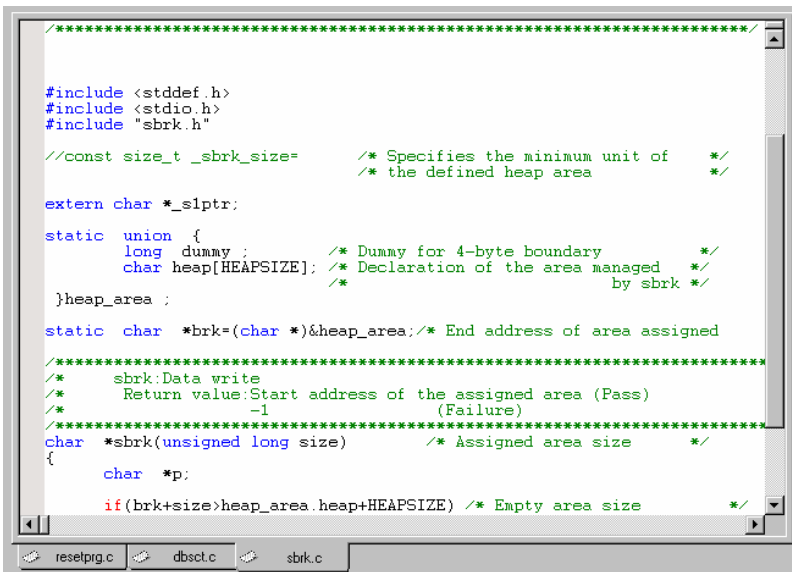 /***********************************************************************/
#include <stddef.h>
#include <stdio.h>
#include "sbrk.h"
//const size_t _sbrk_size=      /* Specifies the minimum unit of    */
/* the defined heap area            */
extern char *_s1ptr;
static  union  {
long  dummy ;        /* Dummy for 4-byte boundary          */
char heap[HEAPSIZE]; /* Declaration of the area managed   */
/*                           by sbrk */
}heap_area ;
static  char  *brk=(char *)&heap_area;/* End address of area assigned
/*************************************************************************
/*     sbrk:Data write
/*      Return value:Start address of the assigned area (Pass)
/*                   -1                 (Failure)
/*************************************************************************
char  *sbrk(unsigned long size)        /* Assigned area size      */
{
char  *p;
if(brk+size>heap_area.heap+HEAPSIZE) /* Empty area size         */
resetprg.c dbsct.c sbrk.c